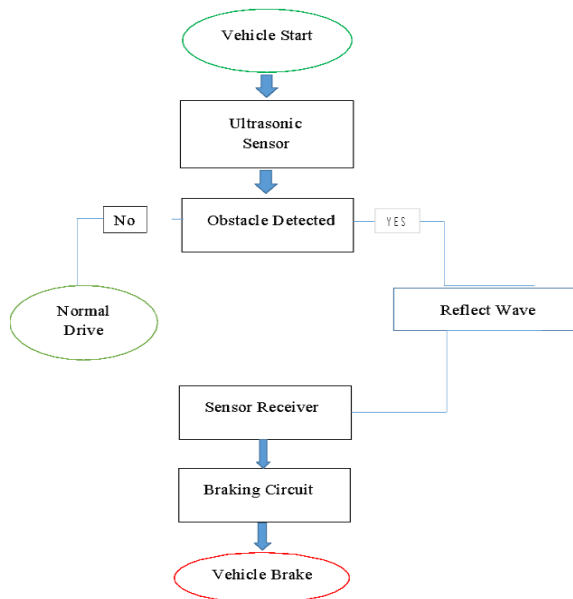 Vehicle Start
Ultrasonic
Sensor
No
Obstacle Detected
YES
Normal
Drive
Reflect Wave
Sensor Receiver
Braking Circuit
Vehicle Brake